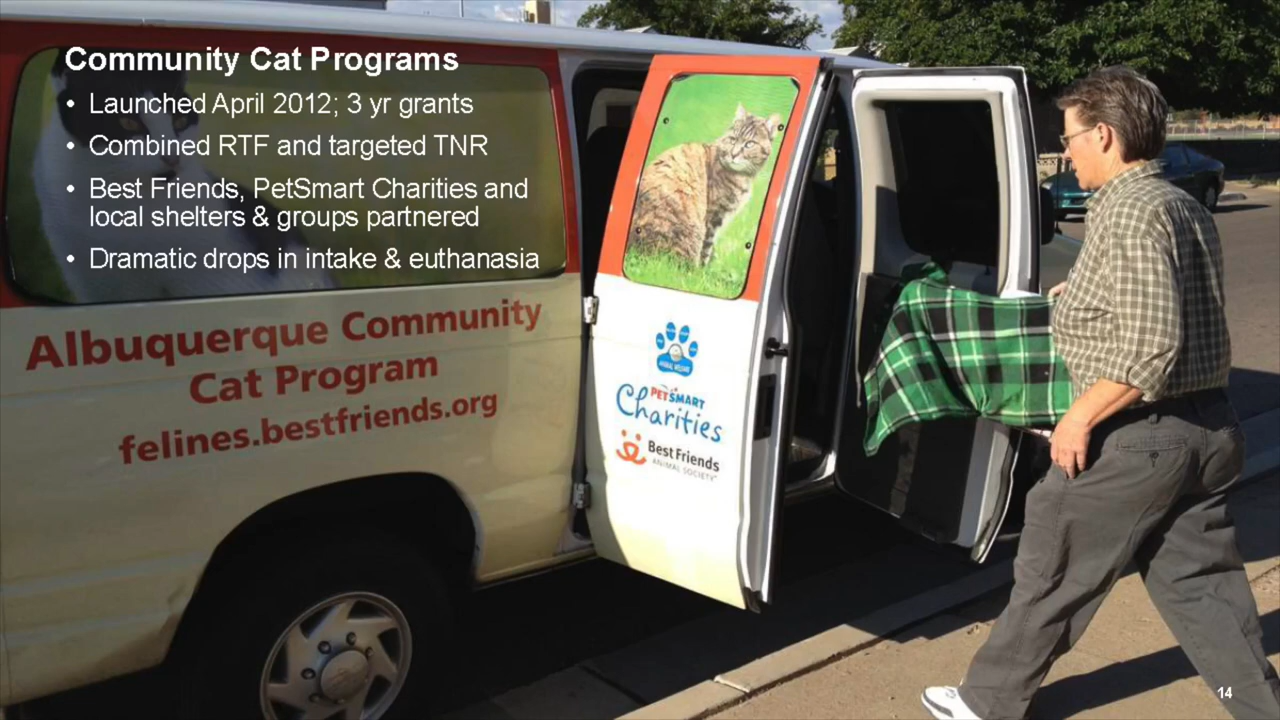 Community Cat Programs
• Launched April 2012; 3 yr grants
• Combined RTF and targeted TNR
• Best Friends, PetSmart Charities and
local shelters & groups partnered
• Dramatic drops in intake & euthanasia
Albuquerque Community
Cat Program
felines.bestfriends.org
ANIMAL WELFARE
PETSMART
Charities
Best Friends
ANIMAL SOCIETY
14